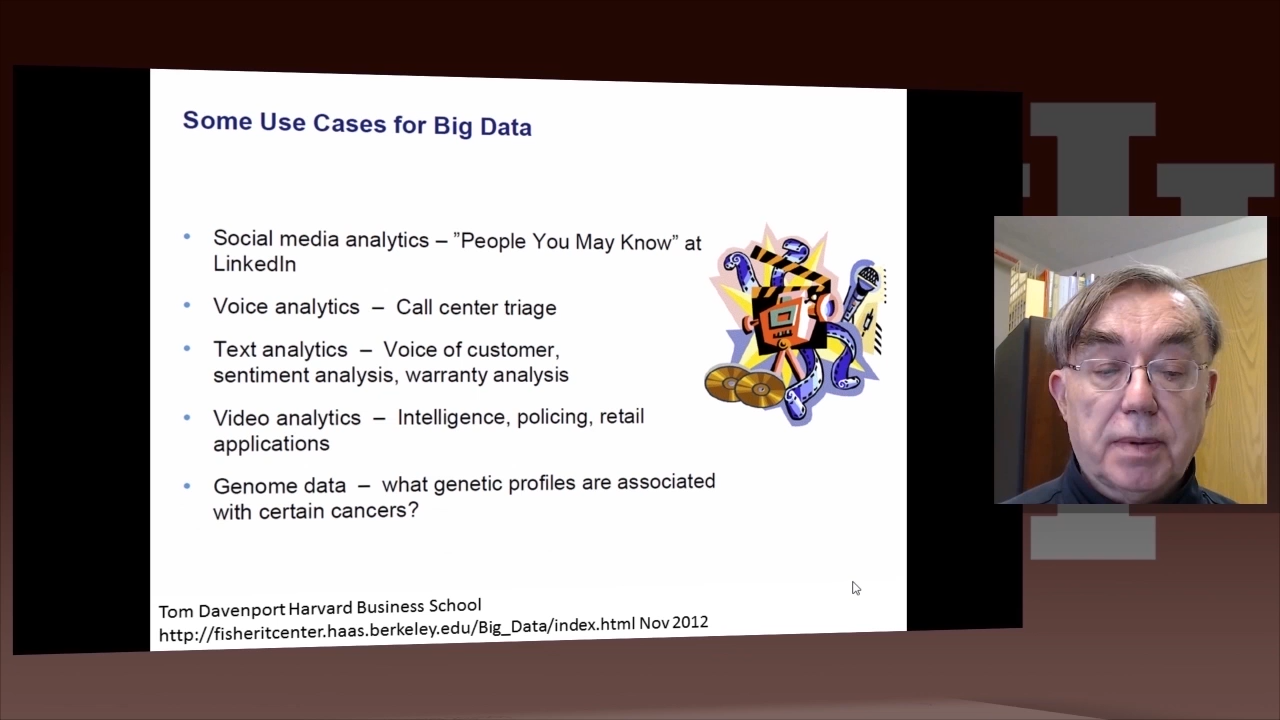 Some Use Cases for Big Data
• Social media analytics – ”People You May Know” at
LinkedIn
• Voice analytics – Call center triage
• Text analytics – Voice of customer,
sentiment analysis, warranty analysis
• Video analytics – Intelligence, policing, retail
applications
• Genome data – what genetic profiles are associated
with certain cancers?
Tom Davenport Harvard Business School
http://fisheritcenter.haas.berkeley.edu/Big_Data/index.html Nov 2012